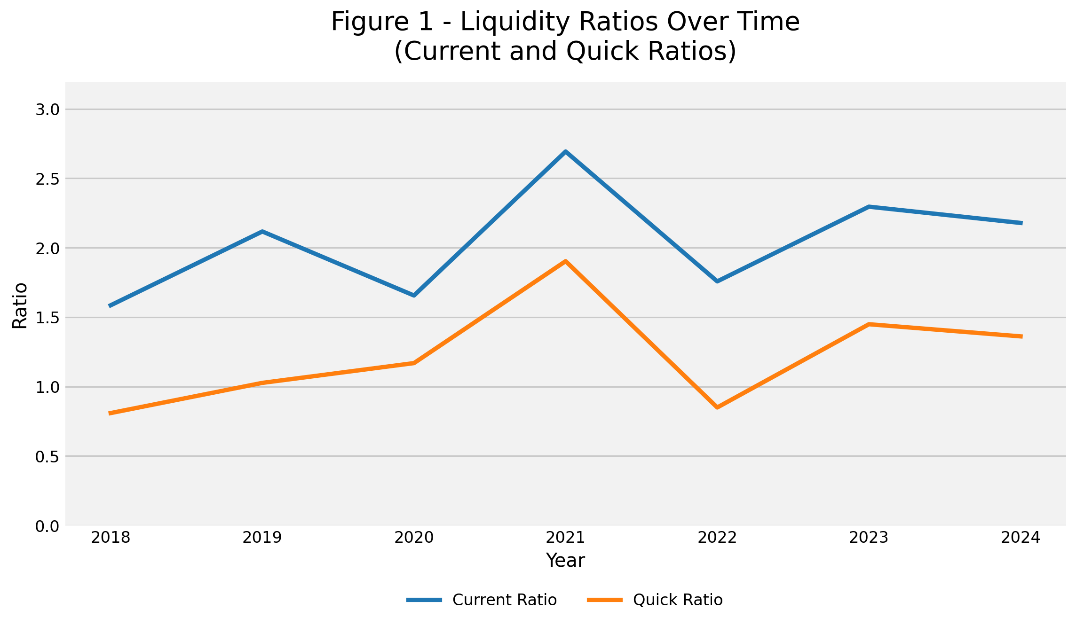 Figure 1 - Liquidity Ratios Over Time
(Current and Quick Ratios)
3.0
2.5
2.0
1.5
1.0
0.5
0.0
Ratio
2018 2019 2020 2021 2022 2023 2024
Year
Current Ratio Quick Ratio